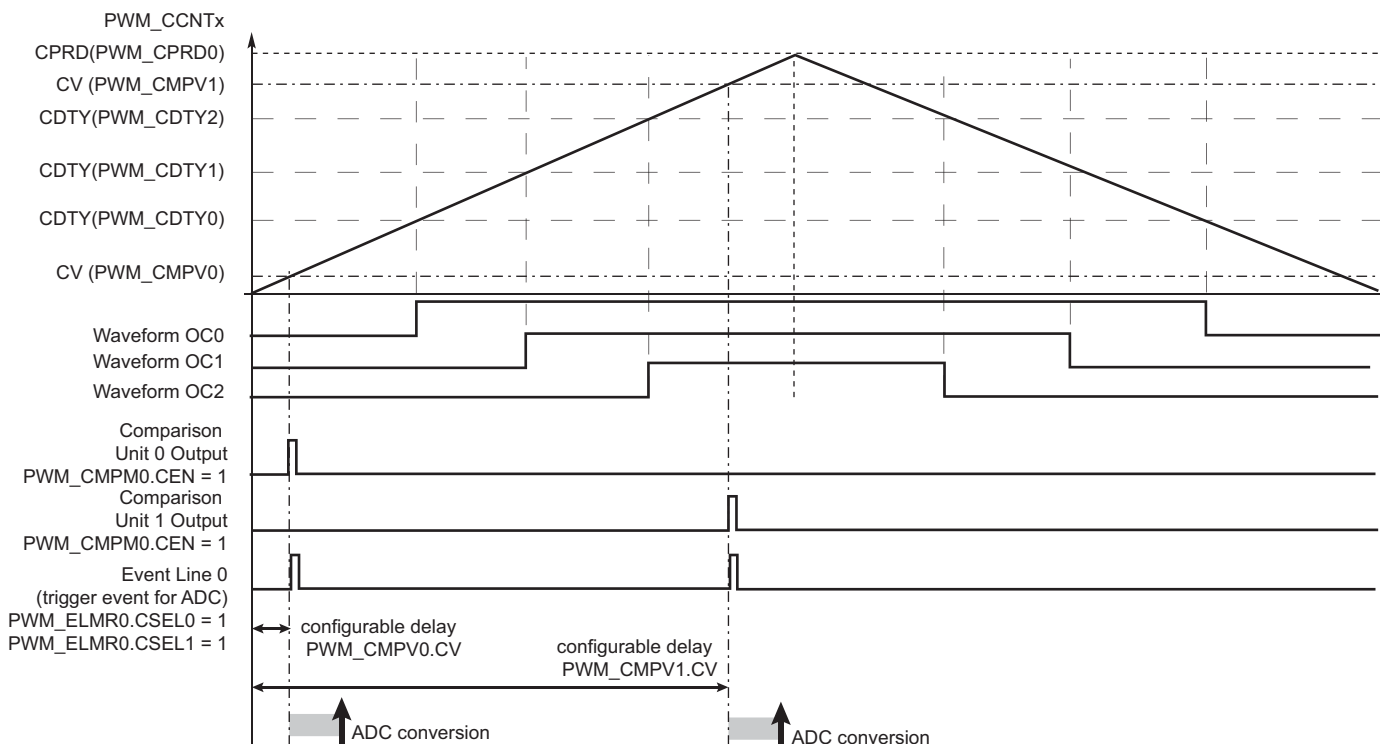 PWM_CCNTx
CPRD(PWM_CPRD0)
CV (PWM_CMPV1)
CDTY(PWM_CDTY2)
CDTY(PWM_CDTY1)
CDTY(PWM_CDTY0)
CV (PWM_CMPV0)
Waveform OC0
Waveform OC1
Waveform OC2
Comparison
Unit 0 Output
PWM_CMPM0.CEN = 1
Comparison
Unit 1 Output
PWM_CMPM0.CEN = 1
Event Line 0
(trigger event for ADC)
PWM_ELMR0.CSEL0 = 1
PWM_ELMR0.CSEL1 = 1
configurable delay
PWM_CMPV0.CV
configurable delay
PWM_CMPV1.CV
ADC conversion
ADC conversion